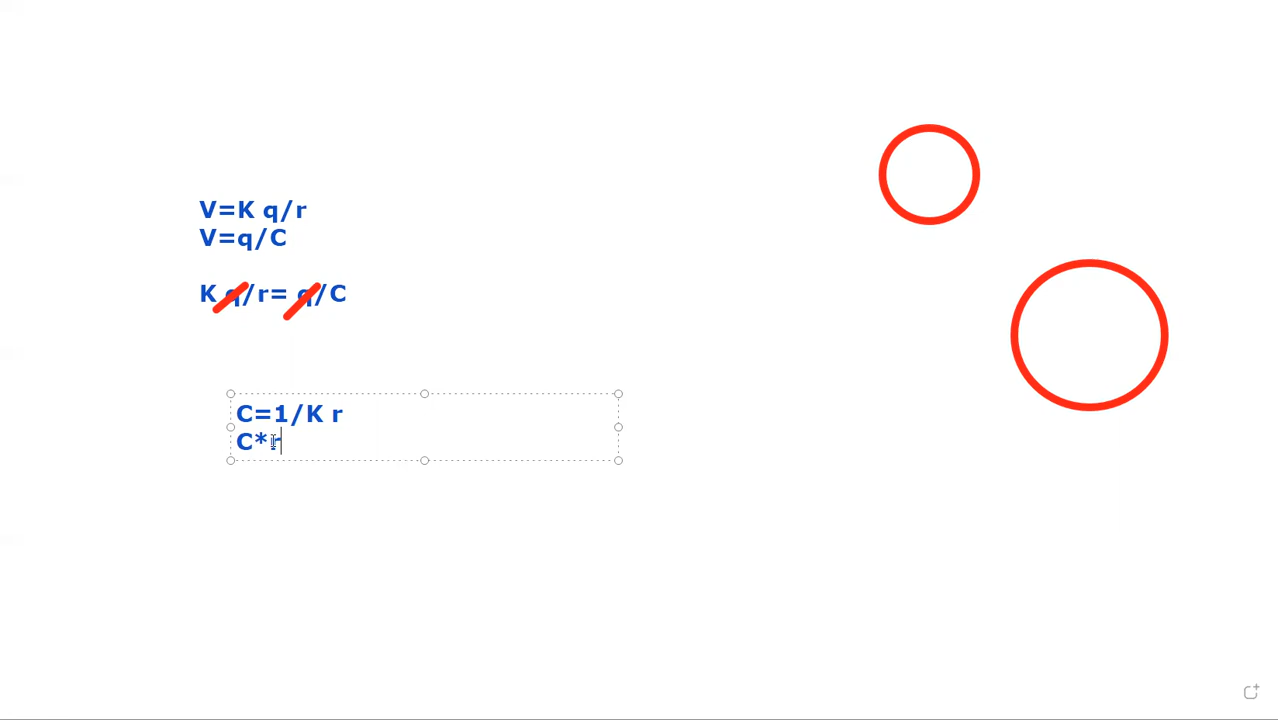 V=K q/r
V=q/C
K q/r= q/C
C=1/K r
C*r